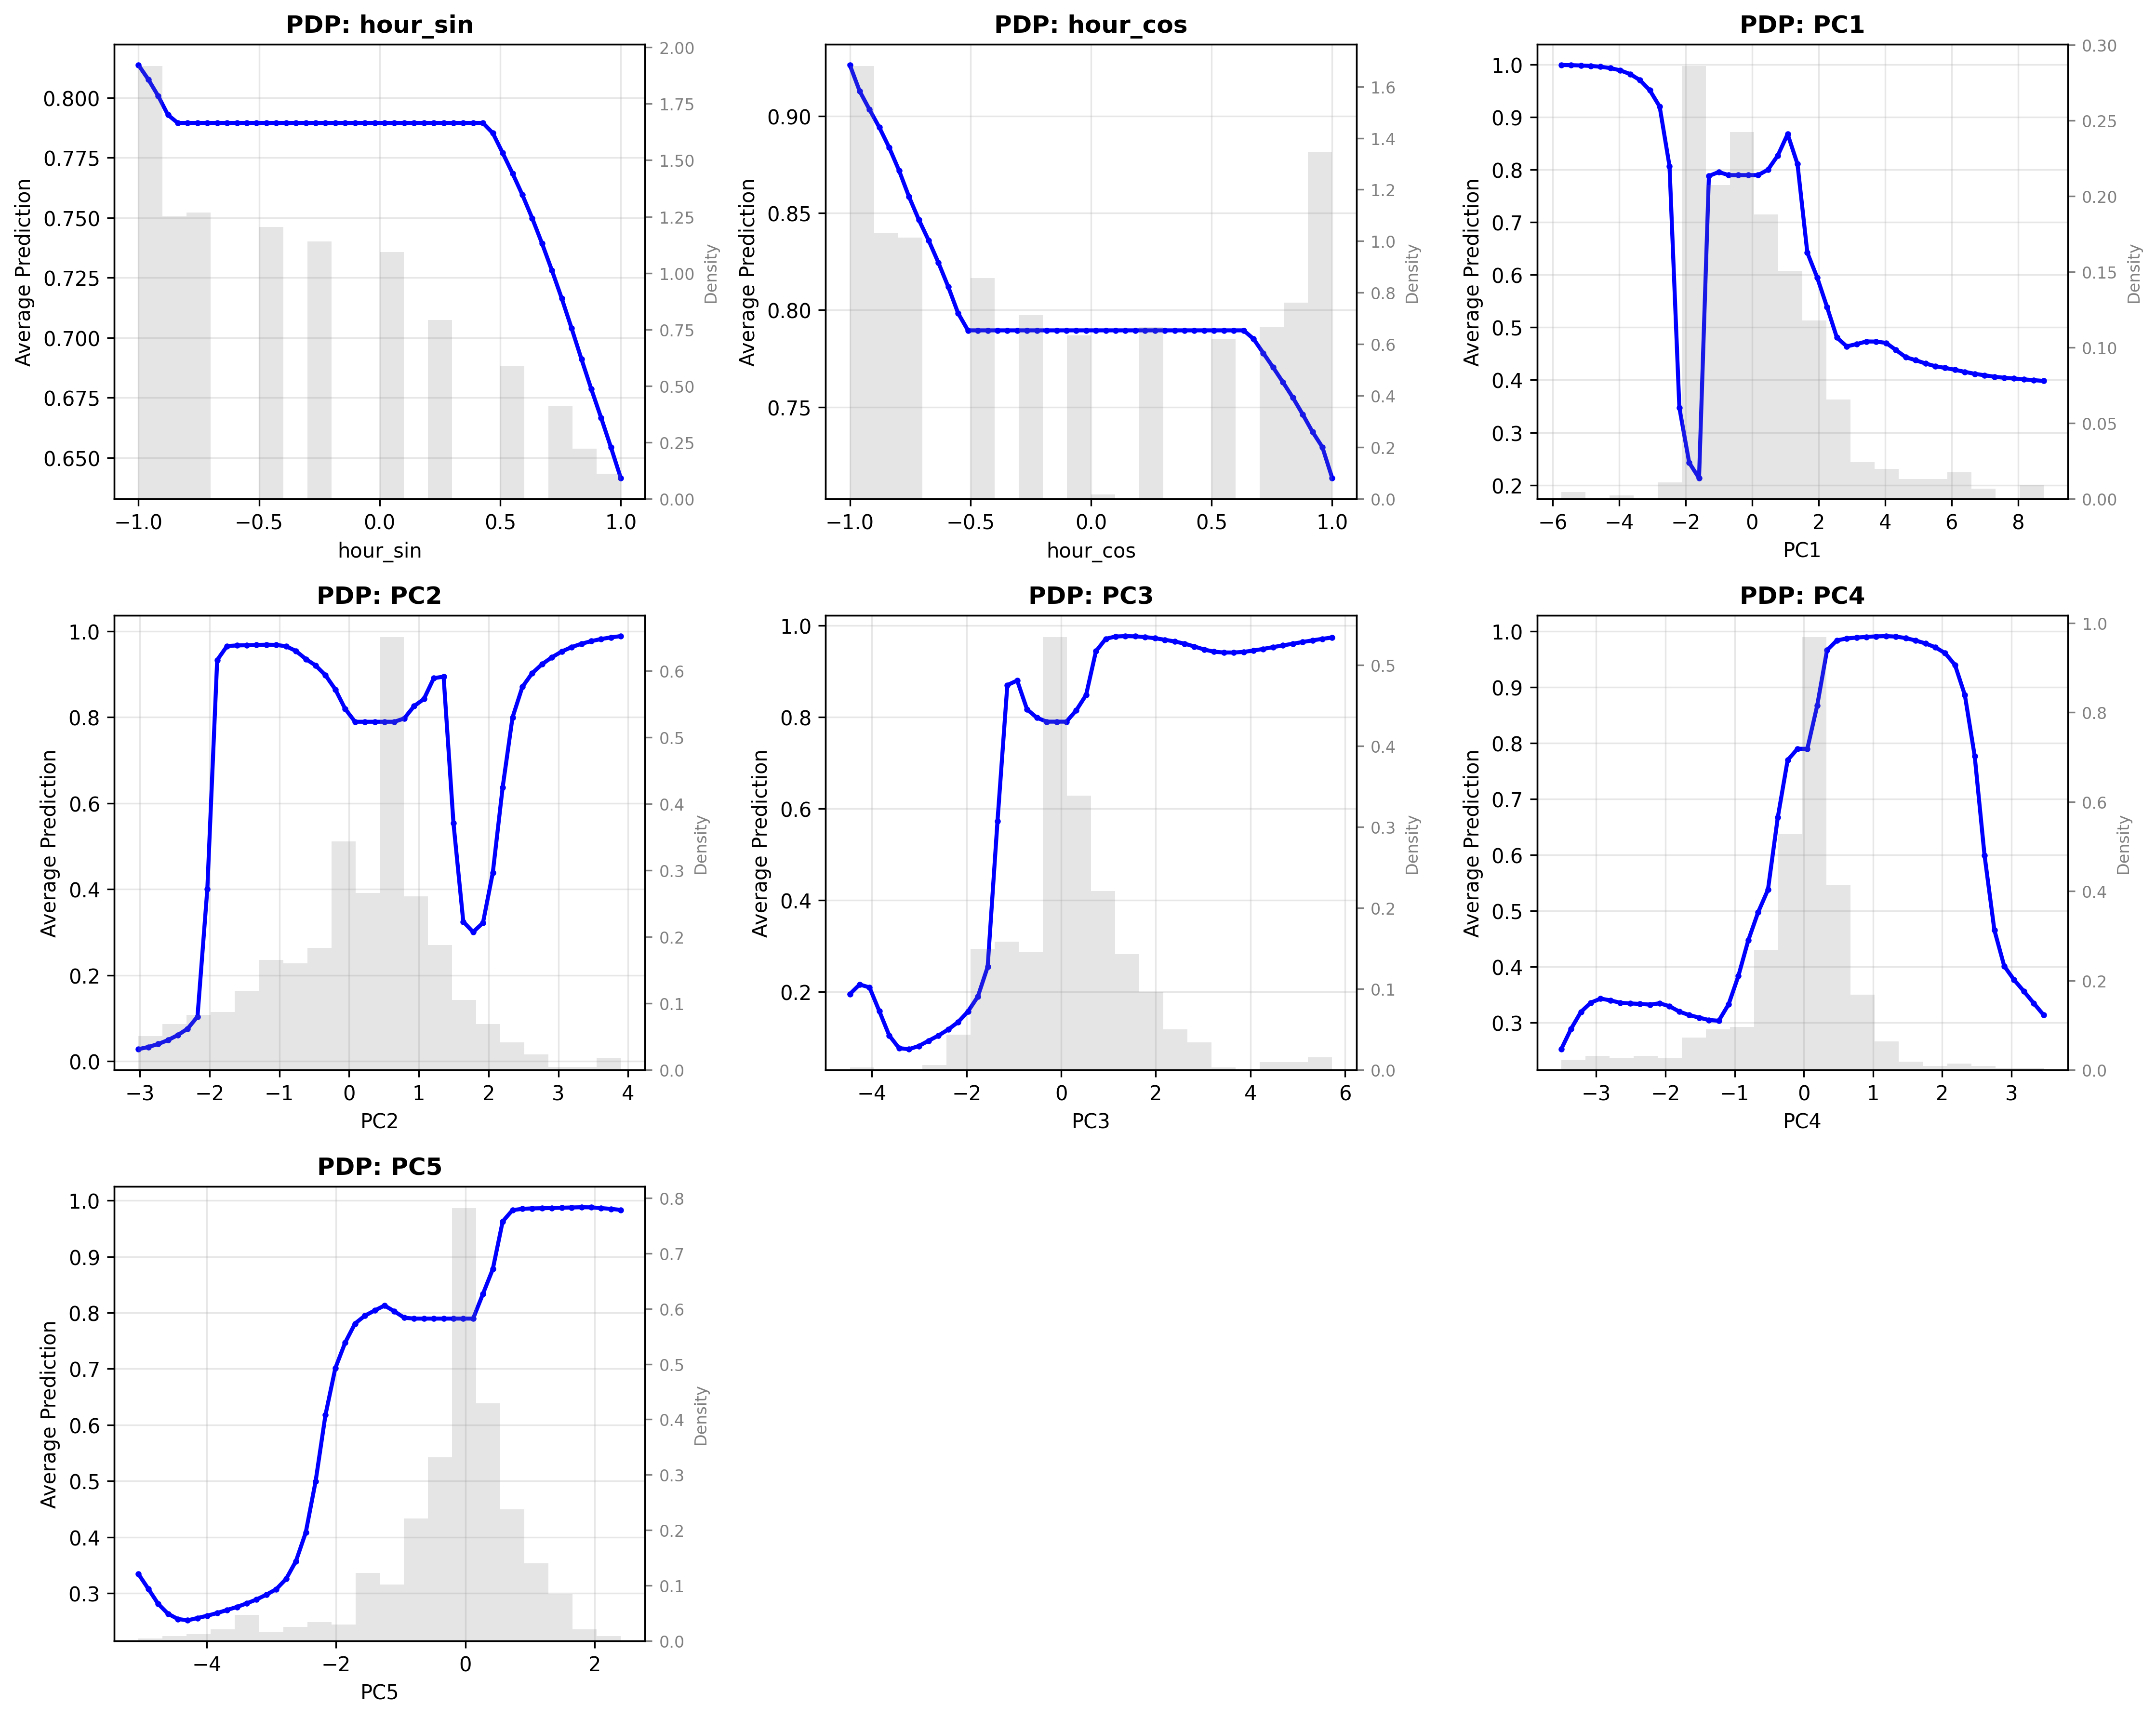 PDP: hour_sin
0.800
0.775
0.750
0.725
0.700
0.675
0.650
Average Prediction
2.00
1.75
1.50
1.25
1.00
0.75
0.50
0.25
0.00
Density
−1.0 −0.5 0.0 0.5 1.0
hour_sin
PDP: hour_cos
0.90
0.85
0.80
0.75
Average Prediction
1.6
1.4
1.2
1.0
0.8
0.6
0.4
0.2
0.0
Density
−1.0 −0.5 0.0 0.5 1.0
hour_cos
PDP: PC1
1.0
0.9
0.8
0.7
0.6
0.5
0.4
0.3
0.2
Average Prediction
0.30
0.25
0.20
0.15
0.10
0.05
0.00
Density
−6 −4 −2 0 2 4 6 8
PC1
PDP: PC2
1.0
0.8
0.6
0.4
0.2
0.0
Average Prediction
0.6
0.5
0.4
0.3
0.2
0.1
0.0
Density
−3 −2 −1 0 1 2 3 4
PC2
PDP: PC3
1.0
0.8
0.6
0.4
0.2
Average Prediction
0.5
0.4
0.3
0.2
0.1
0.0
Density
−4 −2 0 2 4 6
PC3
PDP: PC4
1.0
0.9
0.8
0.7
0.6
0.5
0.4
0.3
Average Prediction
1.0
0.8
0.6
0.4
0.2
0.0
Density
−3 −2 −1 0 1 2 3
PC4
PDP: PC5
1.0
0.9
0.8
0.7
0.6
0.5
0.4
0.3
Average Prediction
0.8
0.7
0.6
0.5
0.4
0.3
0.2
0.1
0.0
Density
−4 −2 0 2
PC5